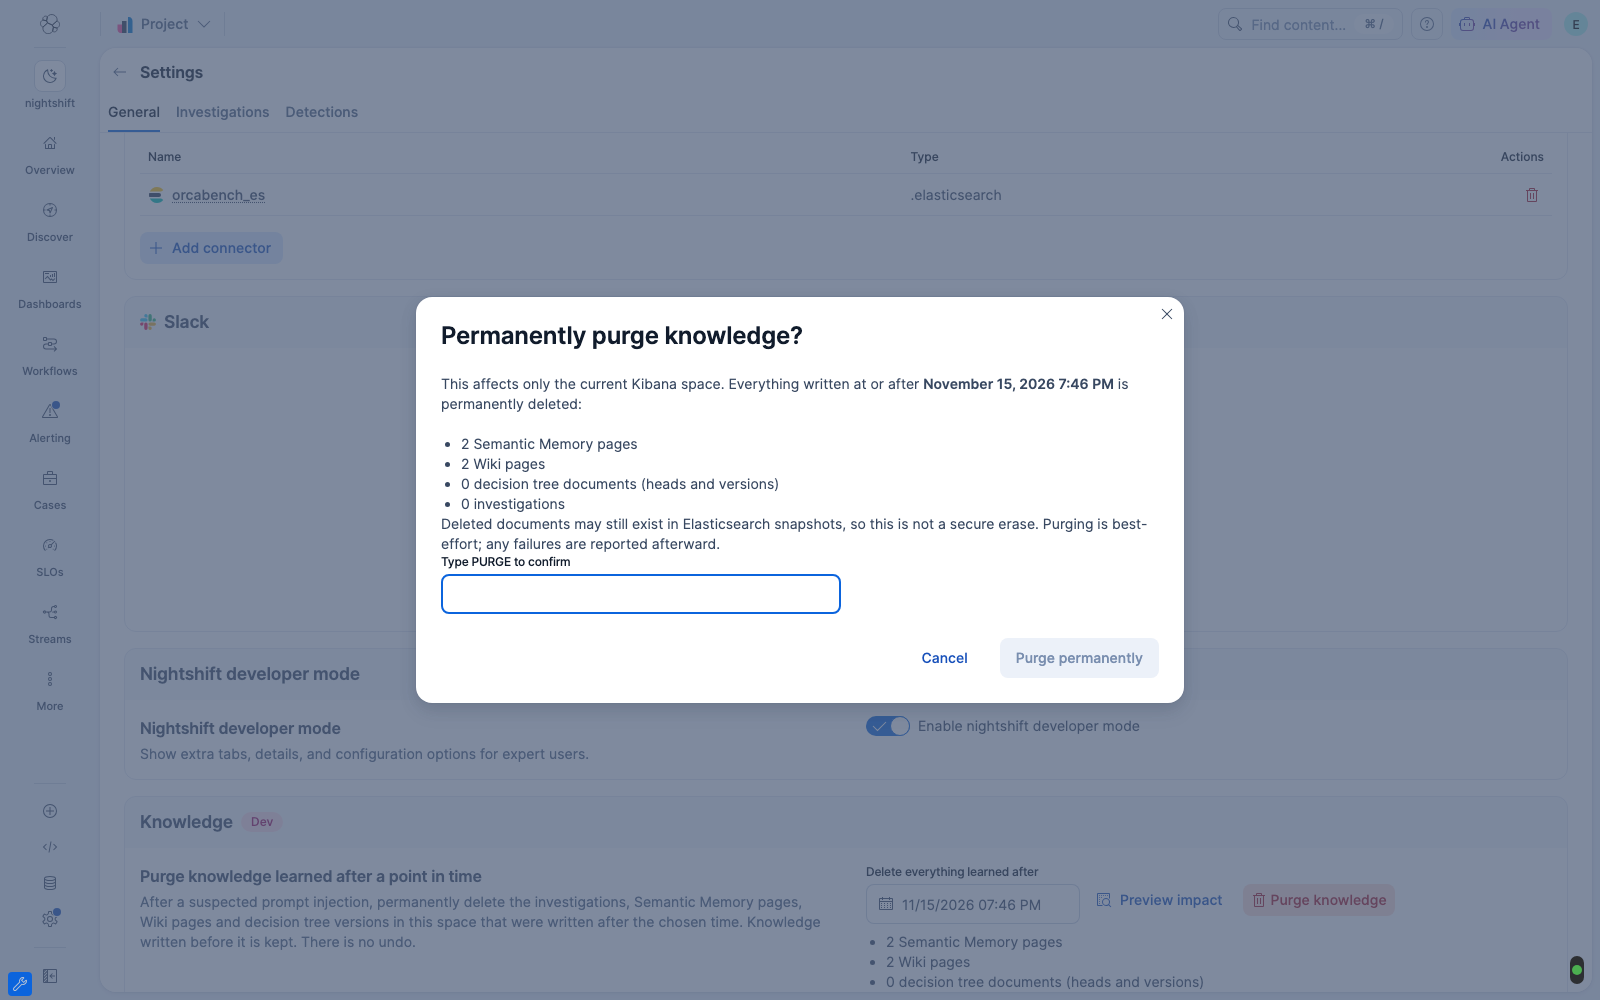 Project
Find content...
⌘ /
AI Agent
E
nightshift
Overview
Discover
Dashboards
Workflows
Alerting
Cases
SLOs
Streams
More
Settings
General
Investigations
Detections
Name
Type
Actions
orcabench_es
.elasticsearch
Add connector
Slack
Permanently purge knowledge?
This affects only the current Kibana space. Everything written at or after November 15, 2026 7:46 PM is
permanently deleted:
• 2 Semantic Memory pages
• 2 Wiki pages
• 0 decision tree documents (heads and versions)
• 0 investigations
Deleted documents may still exist in Elasticsearch snapshots, so this is not a secure erase. Purging is best-
effort; any failures are reported afterward.
Type PURGE to confirm
Cancel
Purge permanently
Nightshift developer mode
Nightshift developer mode
Show extra tabs, details, and configuration options for expert users.
Enable nightshift developer mode
Knowledge
Dev
Purge knowledge learned after a point in time
After a suspected prompt injection, permanently delete the investigations, Semantic Memory pages,
Wiki pages and decision tree versions in this space that were written after the chosen time. Knowledge
written before it is kept. There is no undo.
Delete everything learned after
11/15/2026 07:46 PM
Preview impact
Purge knowledge
• 2 Semantic Memory pages
• 2 Wiki pages
• 0 decision tree documents (heads and versions)